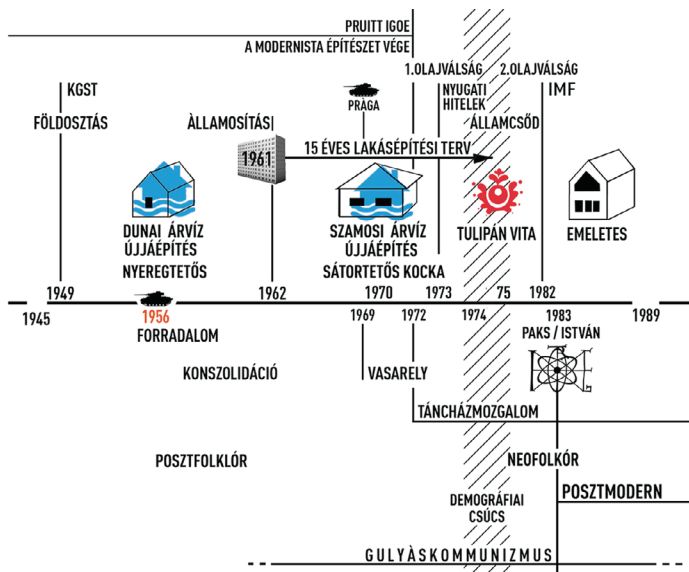 PRUITT IGOE
A MODERNISTA ÉPÍTÉSZET VÉGE
1.OLAJVÁLSÁG 2.OLAJVÁLSÁG
KGST
NYUGATI
HITELEK
IMF
PRÁGA
FÖLDOSZTÁS
ÀLLAMOSÍTÁS
ÁLLAMCSŐD
1961
15 ÉVES LAKÁSÉPÍTÉSI TERV
DUNAI ÁRVÍZ
ÚJJÁÉPÍTÉS
NYEREGTETŐS
SZAMOSI ÁRVÍZ
ÚJJÁÉPÍTÉS
SÁTORTETŐS KOCKA
TULIPÁN VITA
EMELETES
1949
1962
1970
1973
75
1982
1945
1956
1969
1972
1974
1983
1989
FORRADALOM
PAKS / ISTVÁN
KONSZOLIDÁCIÓ
VASARELY
TÁNCHÁZMOZGALOM
POSZTFOLKLÓR
NEOFOLKÓR
DEMOGRÁFIAI
CSÚCS
POSZTMODERN
GULYÀSKOMMUNIZMUS